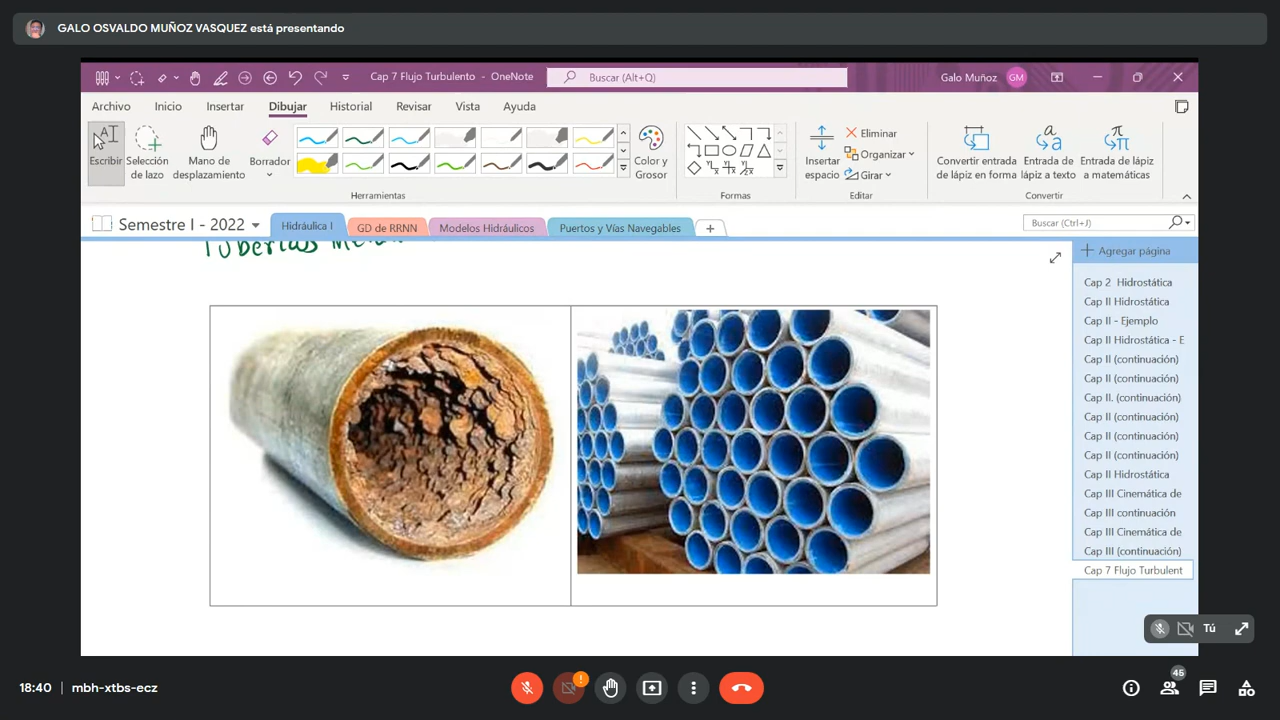 GALO OSVALDO MUÑOZ VASQUEZ está presentando
Cap 7 Flujo Turbulento - OneNote
Buscar (Alt+Q)
Galo Muñoz
GM
Archivo
Inicio
Insertar
Dibujar
Historial
Revisar
Vista
Ayuda
Escribir
Selección de lazo
Mano de desplazamiento
Borrador
Color y Grosor
Insertar espacio
Eliminar
Organizar
Girar
Convertir entrada de lápiz en forma
Entrada de lápiz a texto
Entrada de lápiz a matemáticas
Herramientas
Formas
Editar
Convertir
Semestre I - 2022
Hidráulica I
GD de RRNN
Modelos Hidráulicos
Puertos y Vías Navegables
Buscar (Ctrl+J)
Tuberías
Agregar página
Cap 2 Hidrostática
Cap II Hidrostática
Cap II - Ejemplo
Cap II Hidrostática - E
Cap II (continuación)
Cap II (continuación)
Cap II. (continuación)
Cap II (continuación)
Cap II (continuación)
Cap II (continuación)
Cap II Hidrostática
Cap III Cinemática de
Cap III continuación
Cap III Cinemática de
Cap III (continuación)
Cap 7 Flujo Turbulent
Tú
18:40 | mbh-xtbs-ecz
45